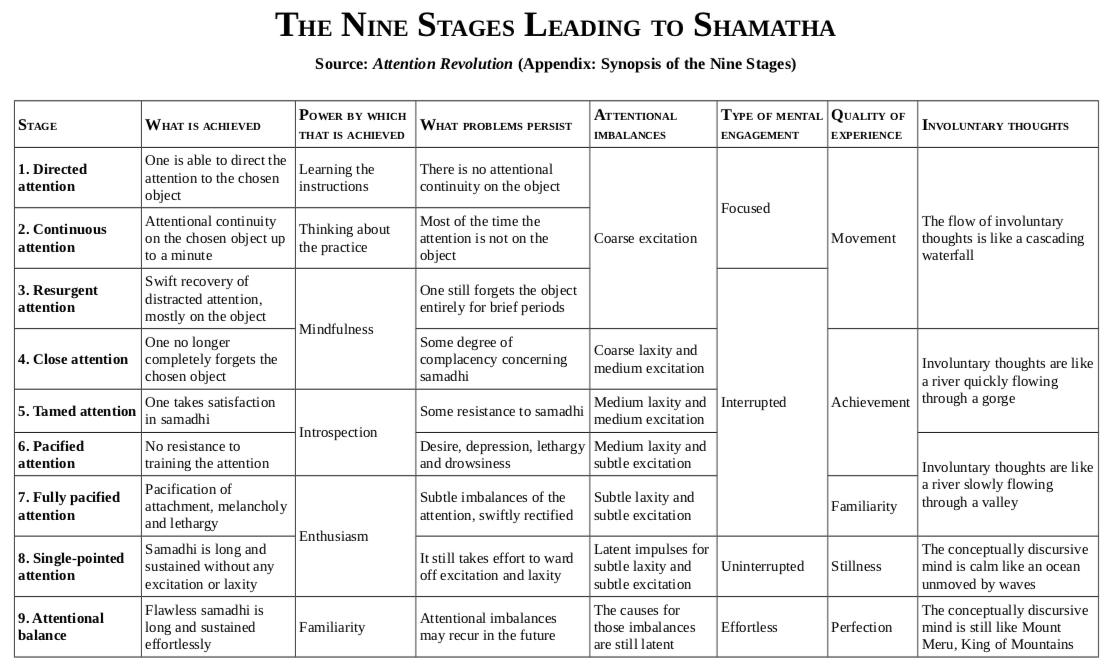 The Nine Stages Leading to Shamatha
Source: Attention Revolution (Appendix: Synopsis of the Nine Stages)
Stage
What is achieved
Power by which
that is achieved
What problems persist
Attentional
imbalances
Type of mental
engagement
Quality of
experience
Involuntary thoughts
1. Directed
attention
One is able to direct the
attention to the chosen
object
Learning the
instructions
There is no attentional
continuity on the object
Coarse excitation
Focused
Movement
The flow of involuntary
thoughts is like a cascading
waterfall
2. Continuous
attention
Attentional continuity
on the chosen object up
to a minute
Thinking about
the practice
Most of the time the
attention is not on the
object
3. Resurgent
attention
Swift recovery of
distracted attention,
mostly on the object
Mindfulness
One still forgets the object
entirely for brief periods
Interrupted
4. Close attention
One no longer
completely forgets the
chosen object
Some degree of
complacency concerning
samadhi
Coarse laxity and
medium excitation
Achievement
Involuntary thoughts are like
a river quickly flowing
through a gorge
5. Tamed attention
One takes satisfaction
in samadhi
Introspection
Some resistance to samadhi
Medium laxity and
medium excitation
6. Pacified
attention
No resistance to
training the attention
Desire, depression, lethargy
and drowsiness
Medium laxity and
subtle excitation
Involuntary thoughts are like
a river slowly flowing
through a valley
7. Fully pacified
attention
Pacification of
attachment, melancholy
and lethargy
Enthusiasm
Subtle imbalances of the
attention, swiftly rectified
Subtle laxity and
subtle excitation
Familiarity
8. Single-pointed
attention
Samadhi is long and
sustained without any
excitation or laxity
It still takes effort to ward
off excitation and laxity
Latent impulses for
subtle laxity and
subtle excitation
Uninterrupted
Stillness
The conceptually discursive
mind is calm like an ocean
unmoved by waves
9. Attentional
balance
Flawless samadhi is
long and sustained
effortlessly
Familiarity
Attentional imbalances
may recur in the future
The causes for
those imbalances
are still latent
Effortless
Perfection
The conceptually discursive
mind is still like Mount
Meru, King of Mountains